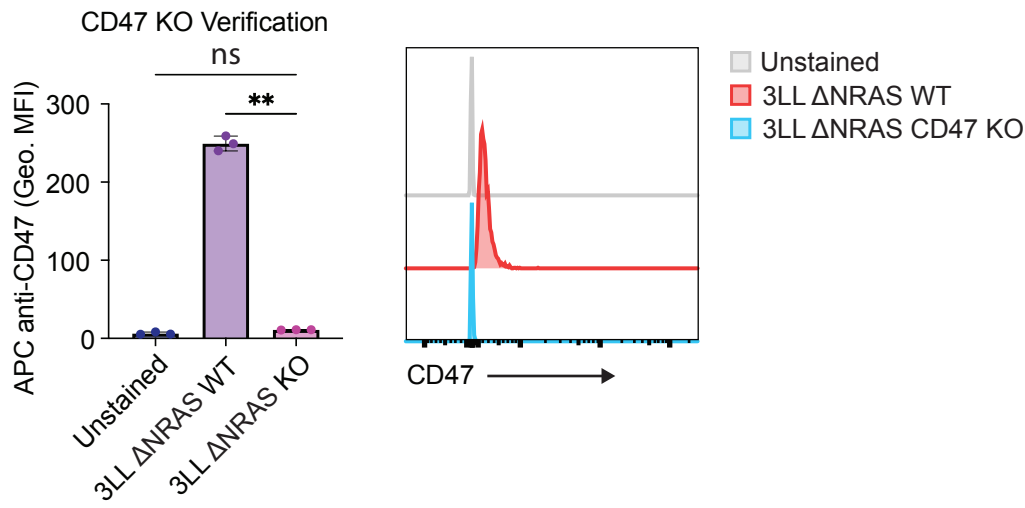 CD47 KO Verification
ns
**
APC anti-CD47 (Geo. MFI)
300
200
100
0
Unstained
3LL ΔNRAS WT
3LL ΔNRAS KO
CD47
Unstained
3LL ΔNRAS WT
3LL ΔNRAS CD47 KO